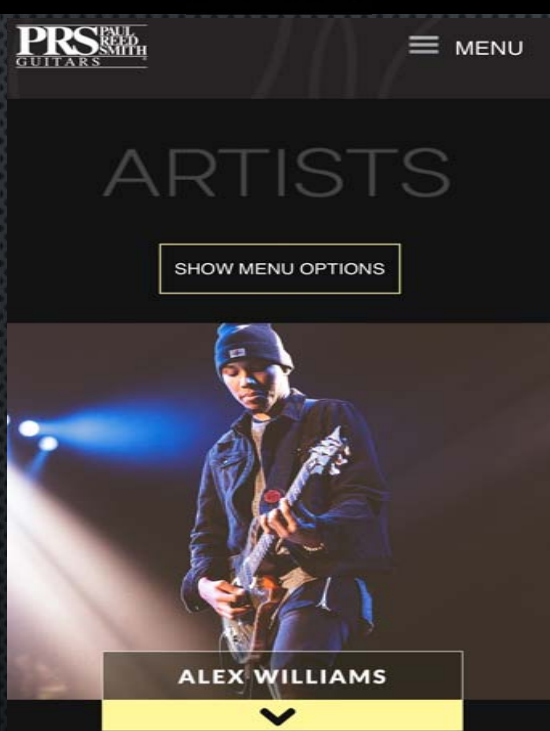 PRS PAUL REED SMITH
GUITARS
MENU
ARTISTS
SHOW MENU OPTIONS
ALEX WILLIAMS